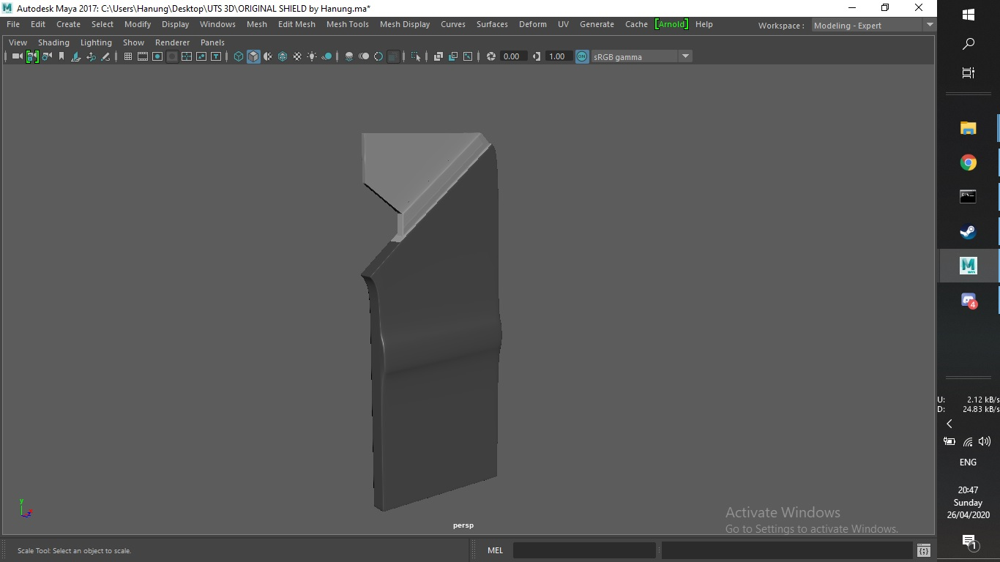 Autodesk Maya 2017: C:\Users\Hanung\Desktop\UTS 3D\ORIGINAL SHIELD by Hanung.ma*
File Edit Create Select Modify Display Windows Mesh Edit Mesh Mesh Tools Mesh Display Curves Surfaces Deform UV Generate Cache [Arnold] Help Workspace : Modeling - Expert
View Shading Lighting Show Renderer Panels
0.00 1.00 ON sRGB gamma
4
U: 2.12 kB/s
D: 24.83 kB/s
ENG
20:47
Sunday
26/04/2020
y
x
z
Activate Windows
Go to Settings to activate Windows.
persp
Scale Tool: Select an object to scale.
MEL
1